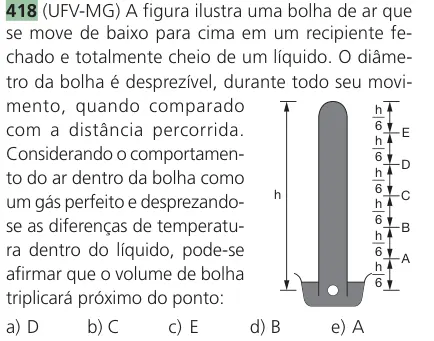 418 (UFV-MG) A figura ilustra uma bolha de ar que
se move de baixo para cima em um recipiente fe-
chado e totalmente cheio de um líquido. O diâme-
tro da bolha é desprezível, durante todo seu movi-
mento, quando comparado
com a distância percorrida.
Considerando o comportamen-
to do ar dentro da bolha como
um gás perfeito e desprezando-
se as diferenças de temperatu-
ra dentro do líquido, pode-se
afirmar que o volume de bolha
triplicará próximo do ponto:
h
h
6
E
h
6
D
h
6
C
h
6
B
h
6
A
h
6
a) D b) C c) E d) B e) A